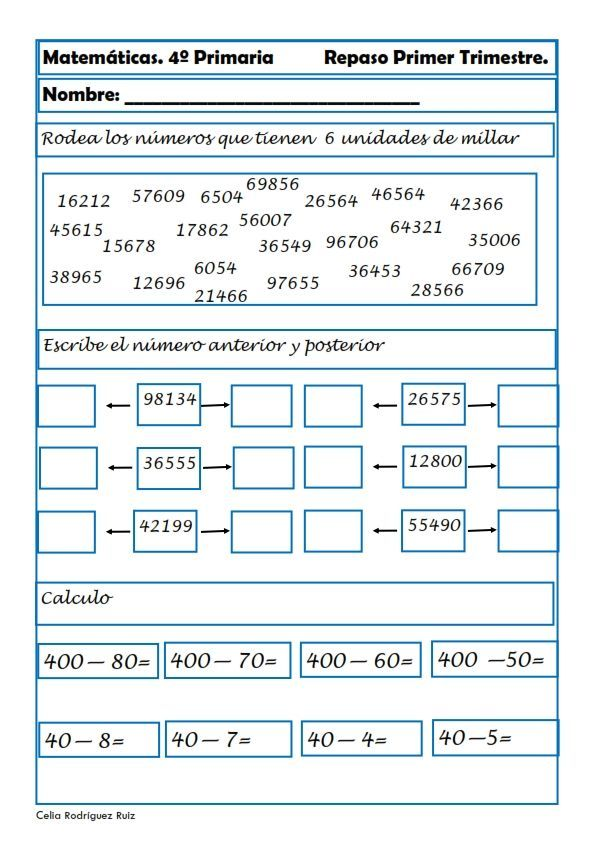 Matemáticas. 4º Primaria Repaso Primer Trimestre.
Nombre: ________________________________
Rodea los números que tienen 6 unidades de millar
16212 57609 6504 69856 26564 46564 42366
45615 15678 17862 56007 36549 96706 64321 35006
38965 12696 6054 21466 97655 36453 28566 66709
Escribe el número anterior y posterior
98134 26575
36555 12800
42199 55490
Calculo
400 — 80= 400 — 70= 400 — 60= 400 —50=
40 — 8= 40 — 7= 40 — 4= 40 —5=
Celia Rodríguez Ruiz